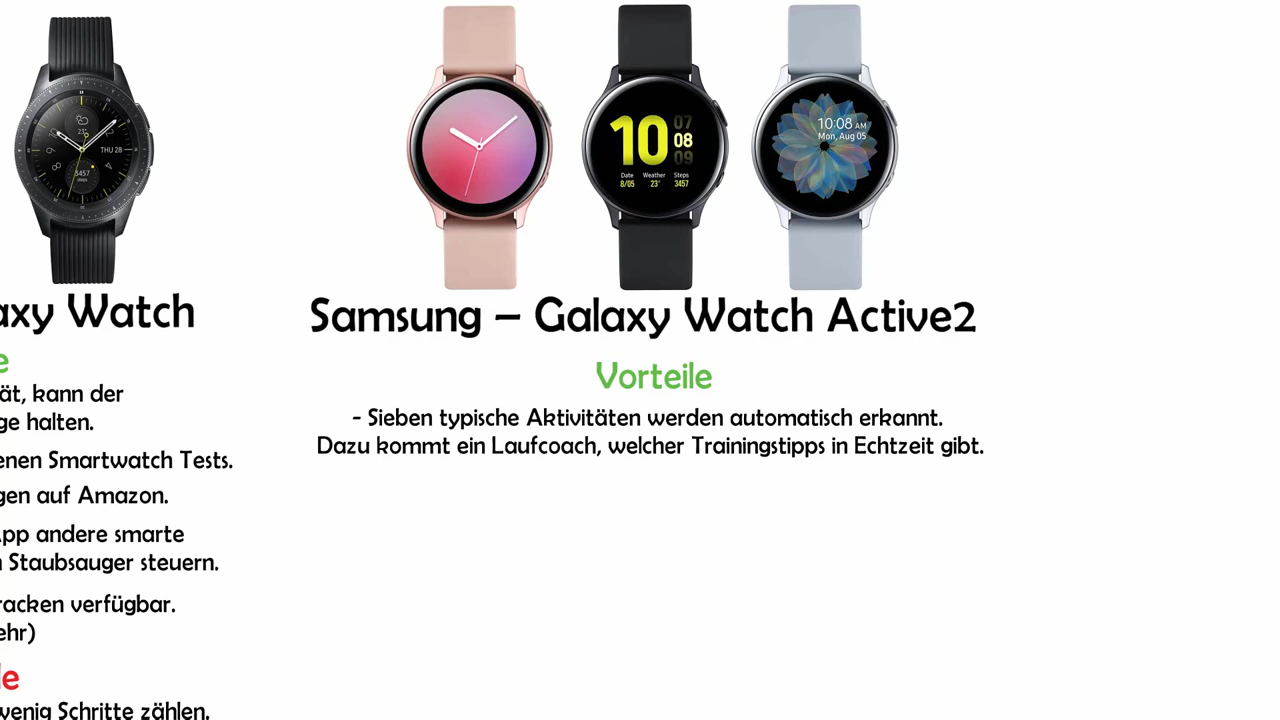 THU 28
23°
3457
10
07
08
09
Date Weather Steps
8/05 23° 3457
10:08 AM
Mon, Aug 05
axy Watch
e
ät, kann der
ge halten.
enen Smartwatch Tests.
gen auf Amazon.
App andere smarte
n Staubsauger steuern.
racken verfügbar.
ehr)
le
wenig Schritte zählen.
Samsung – Galaxy Watch Active2
Vorteile
- Sieben typische Aktivitäten werden automatisch erkannt.
Dazu kommt ein Laufcoach, welcher Trainingstipps in Echtzeit gibt.